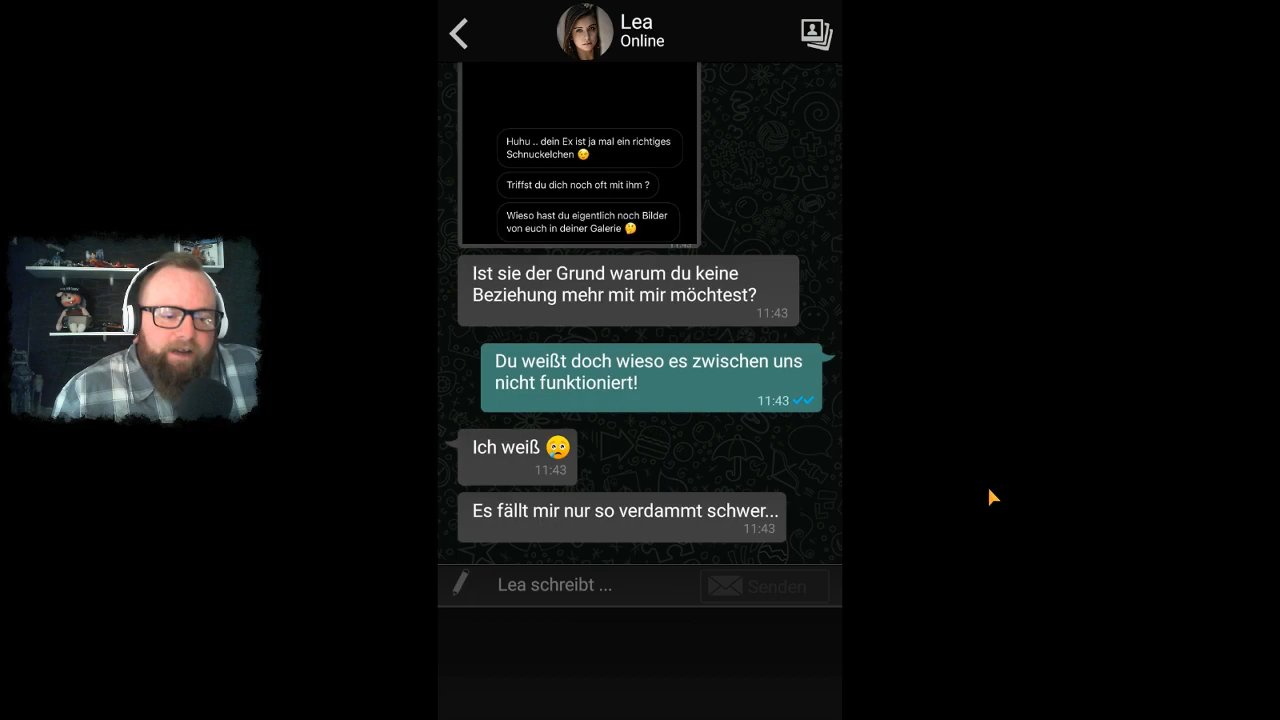 Lea
Online
Huhu .. dein Ex ist ja mal ein richtiges
Schnuckelchen 😉
Triffst du dich noch oft mit ihm ?
Wieso hast du eigentlich noch Bilder
von euch in deiner Galerie 🤔
11:43
Ist sie der Grund warum du keine
Beziehung mehr mit mir möchtest?
11:43
Du weißt doch wieso es zwischen uns
nicht funktioniert!
11:43
Ich weiß 😢
11:43
Es fällt mir nur so verdammt schwer...
11:43
Lea schreibt ...
Senden